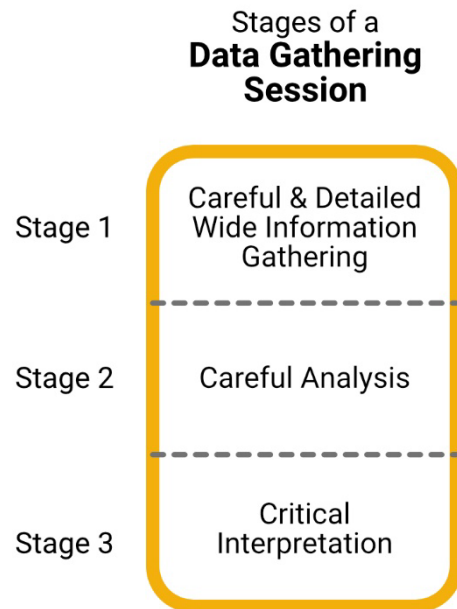 Stages of a
Data Gathering
Session
Stage 1
Careful & Detailed
Wide Information
Gathering
Stage 2
Careful Analysis
Stage 3
Critical
Interpretation